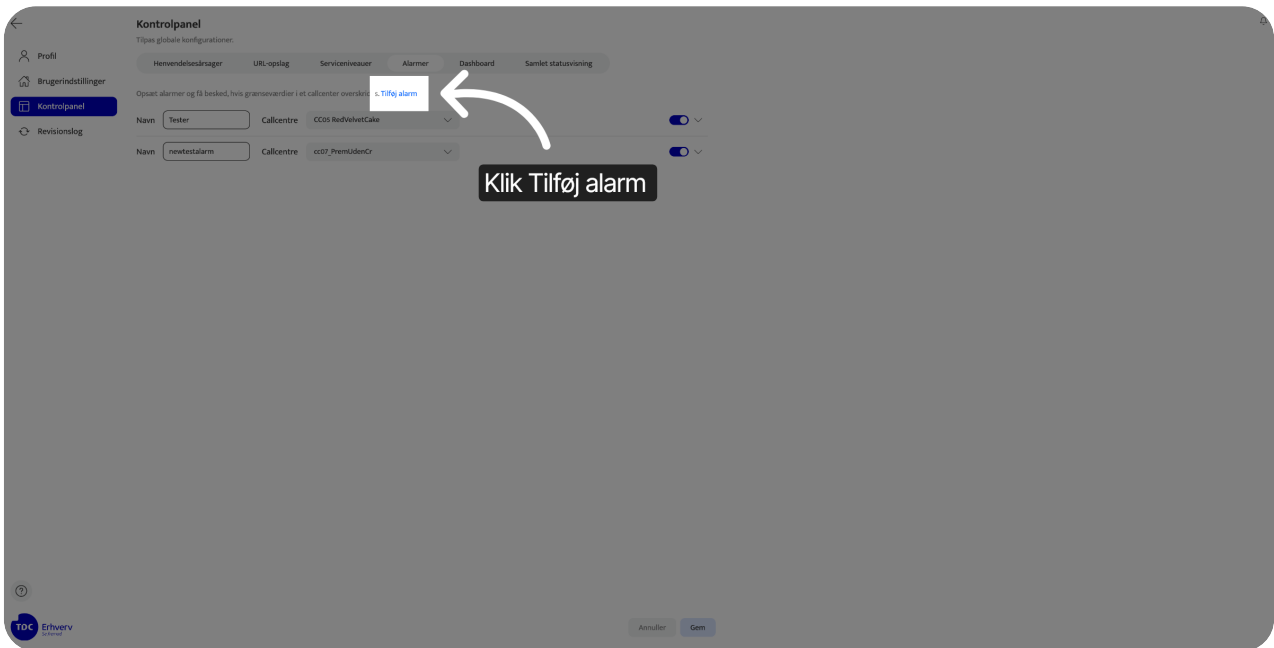 Kontrolpanel
Tilpas globale konfigurationer.
Profil
Brugerindstillinger
Kontrolpanel
Revisionslog
Henvendelsesårsager URL-opslag Serviceniveauer Alarmer Dashboard Samlet statusvisning
Opsæt alarmer og få besked, hvis grænseværdier i et callcenter overskrides. Tilføj alarm
Navn Tester Callcentre CC05 RedVelvetCake
Navn newtestalarm Callcentre cc07_PremUdenCr
Klik Tilføj alarm
?
TDC Erhverv
Annuller Gem